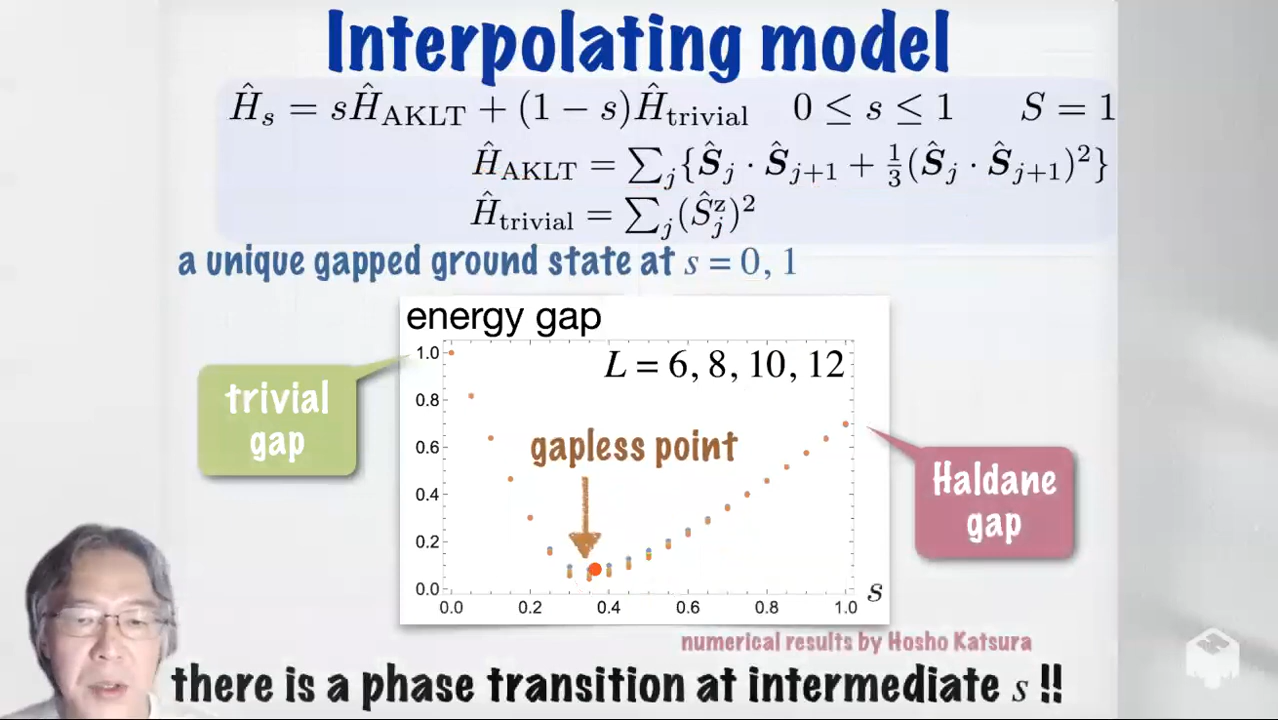 Interpolating model
Ĥ_s = sĤ_AKLT + (1 − s)Ĥ_trivial 0 ≤ s ≤ 1 S = 1
Ĥ_AKLT = ∑_j{Ŝ_j · Ŝ_{j+1} + 1/3(Ŝ_j · Ŝ_{j+1})²}
Ĥ_trivial = ∑_j(Ŝ_j^z)²
a unique gapped ground state at s = 0, 1
energy gap
L = 6, 8, 10, 12
1.0
0.8
0.6
0.4
0.2
0.0
0.0 0.2 0.4 0.6 0.8 1.0 s
trivial
gap
gapless point
Haldane
gap
numerical results by Hosho Katsura
there is a phase transition at intermediate s !!